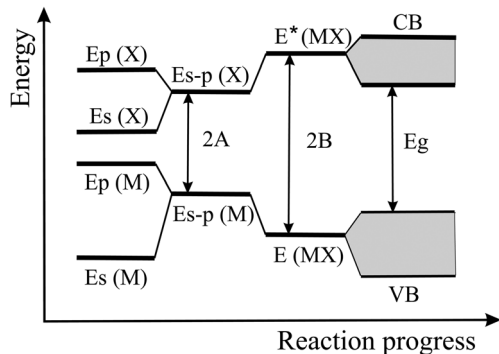 Energy
Ep (X)
Es (X)
Ep (M)
Es (M)
Es-p (X)
2A
Es-p (M)
E* (MX)
2B
E (MX)
CB
Eg
VB
Reaction progress